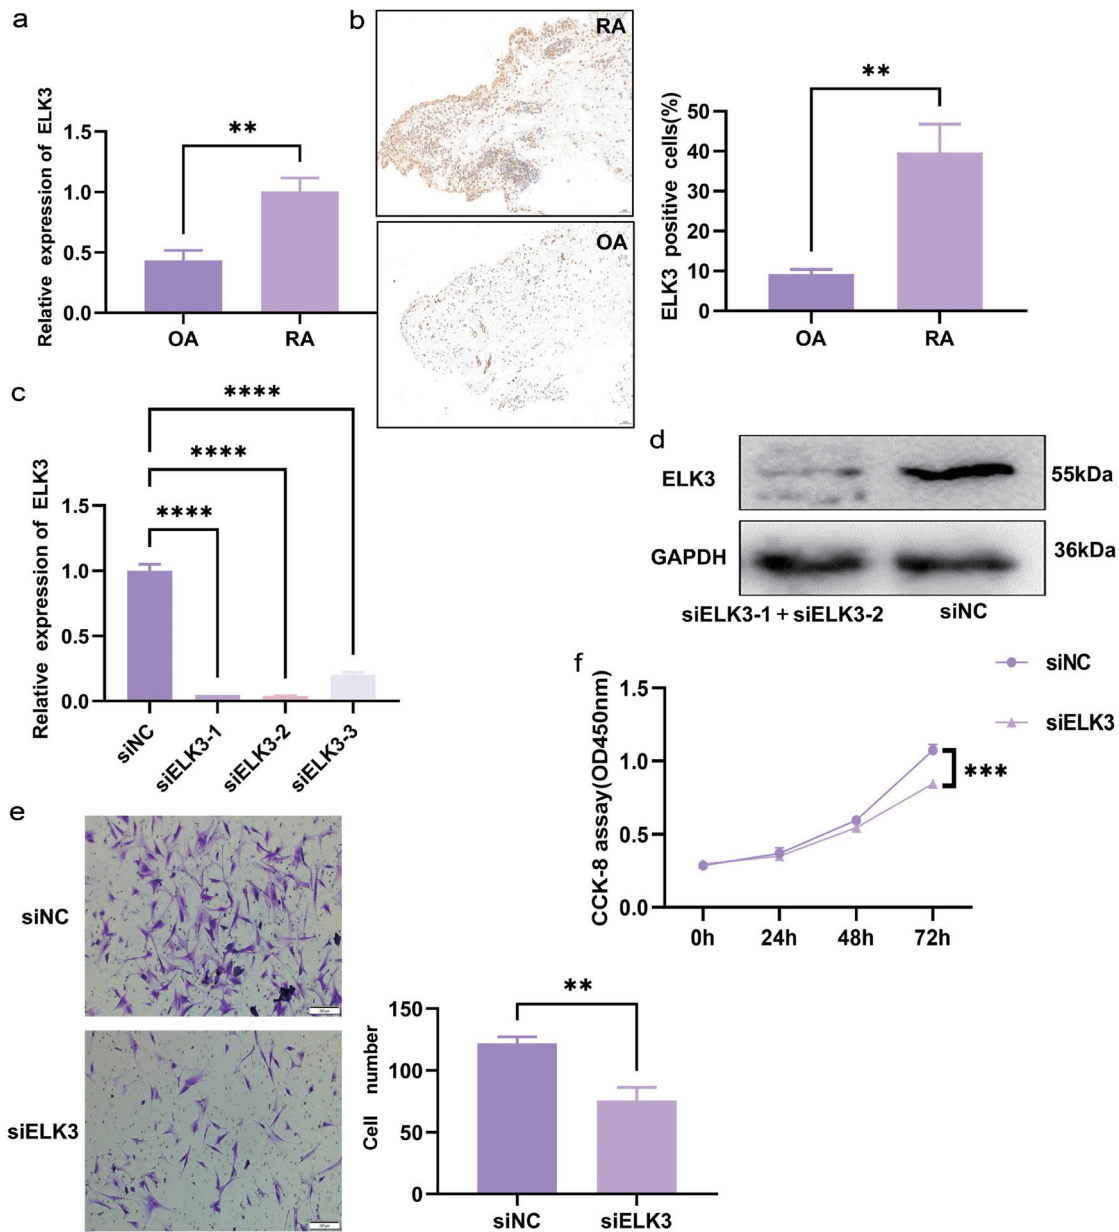 a
Relative expression of ELK3
1.5
1.0
0.5
0.0
**
OA
RA
b
RA
OA
ELK3 positive cells(%)
50
40
30
20
10
0
**
OA
RA
c
Relative expression of ELK3
1.5
1.0
0.5
0.0
****
****
****
siNC
siELK3-1
siELK3-2
siELK3-3
d
ELK3
55kDa
GAPDH
36kDa
siELK3-1 + siELK3-2
siNC
e
siNC
siELK3
Cell number
150
100
50
0
**
siNC
siELK3
f
siNC
siELK3
CCK-8 assay(OD450nm)
1.5
1.0
0.5
0.0
***
0h
24h
48h
72h